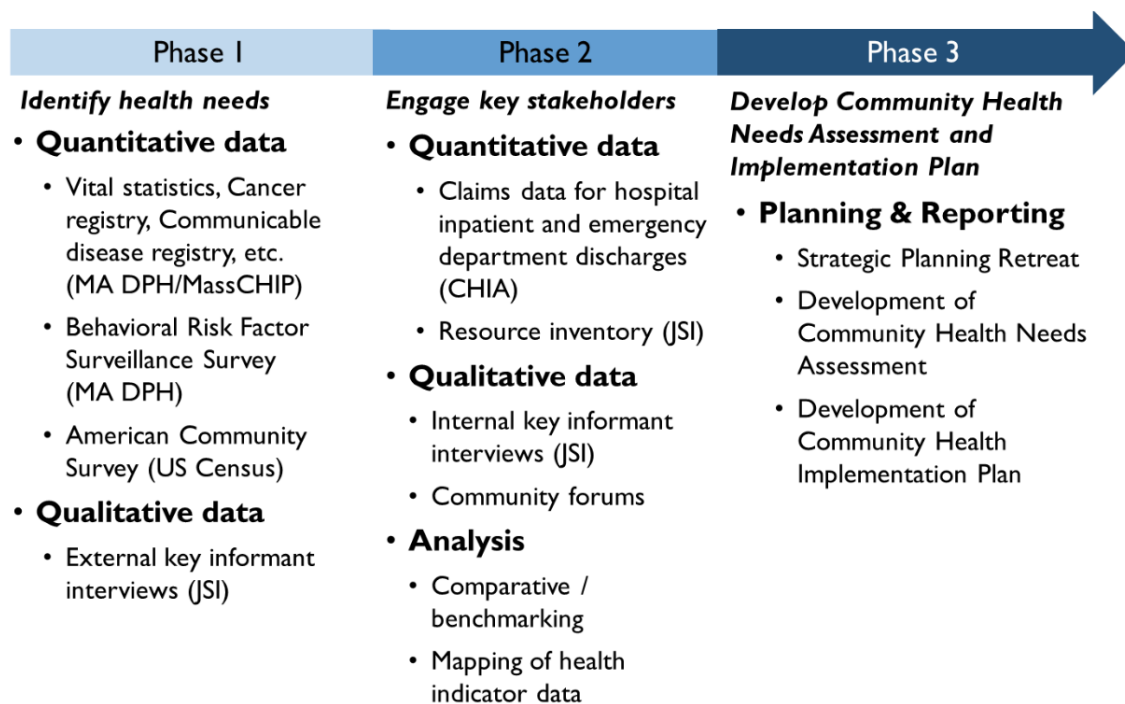 Phase 1
Identify health needs
• Quantitative data
• Vital statistics, Cancer
registry, Communicable
disease registry, etc.
(MA DPH/MassCHIP)
• Behavioral Risk Factor
Surveillance Survey
(MA DPH)
• American Community
Survey (US Census)
• Qualitative data
• External key informant
interviews (JSI)
Phase 2
Engage key stakeholders
• Quantitative data
• Claims data for hospital
inpatient and emergency
department discharges
(CHIA)
• Resource inventory (JSI)
• Qualitative data
• Internal key informant
interviews (JSI)
• Community forums
• Analysis
• Comparative /
benchmarking
• Mapping of health
indicator data
Phase 3
Develop Community Health
Needs Assessment and
Implementation Plan
• Planning & Reporting
• Strategic Planning Retreat
• Development of
Community Health Needs
Assessment
• Development of
Community Health
Implementation Plan